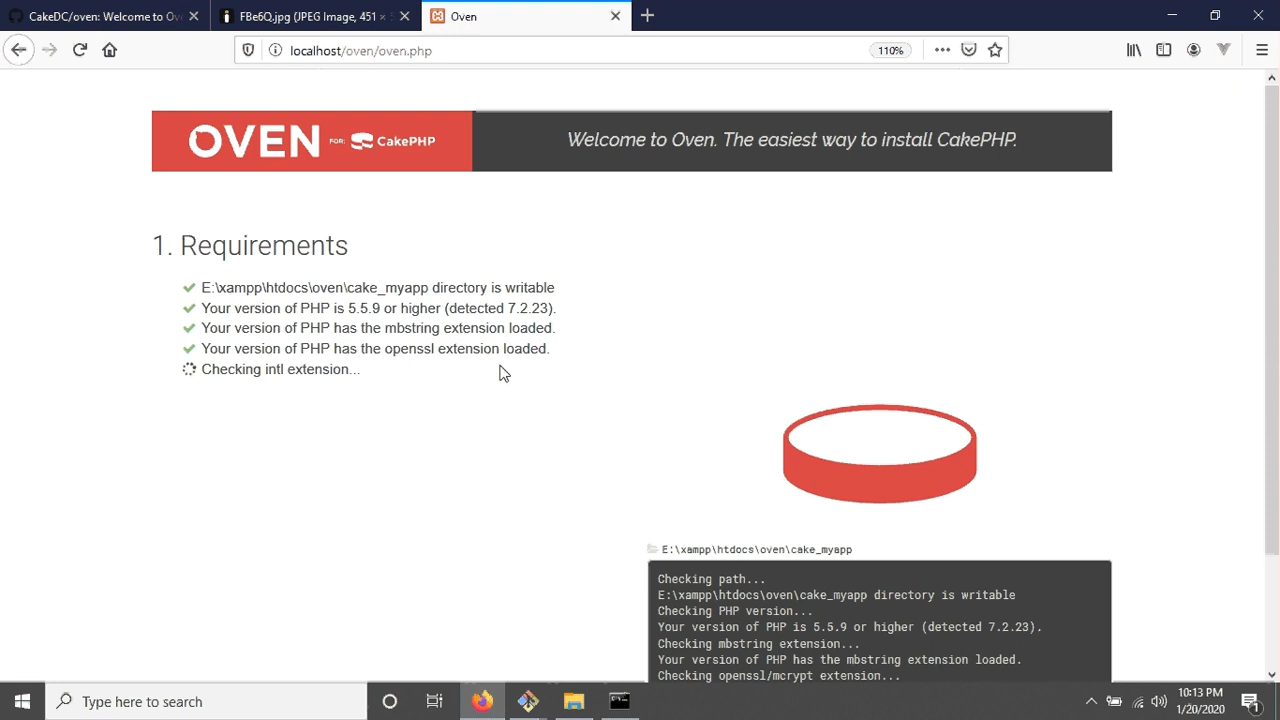 CakeDC/oven: Welcome to Ov
FBe6Q.jpg (JPEG Image, 451 ×
Oven
localhost/oven/oven.php
110%
OVEN FOR: CakePHP
Welcome to Oven. The easiest way to install CakePHP.
1. Requirements
E:\xampp\htdocs\oven\cake_myapp directory is writable
Your version of PHP is 5.5.9 or higher (detected 7.2.23).
Your version of PHP has the mbstring extension loaded.
Your version of PHP has the openssl extension loaded.
Checking intl extension...
E:\xampp\htdocs\oven\cake_myapp
Checking path...
E:\xampp\htdocs\oven\cake_myapp directory is writable
Checking PHP version...
Your version of PHP is 5.5.9 or higher (detected 7.2.23).
Checking mbstring extension...
Your version of PHP has the mbstring extension loaded.
Checking openssl/mcrypt extension...
Type here to search
10:13 PM
1/20/2020
1